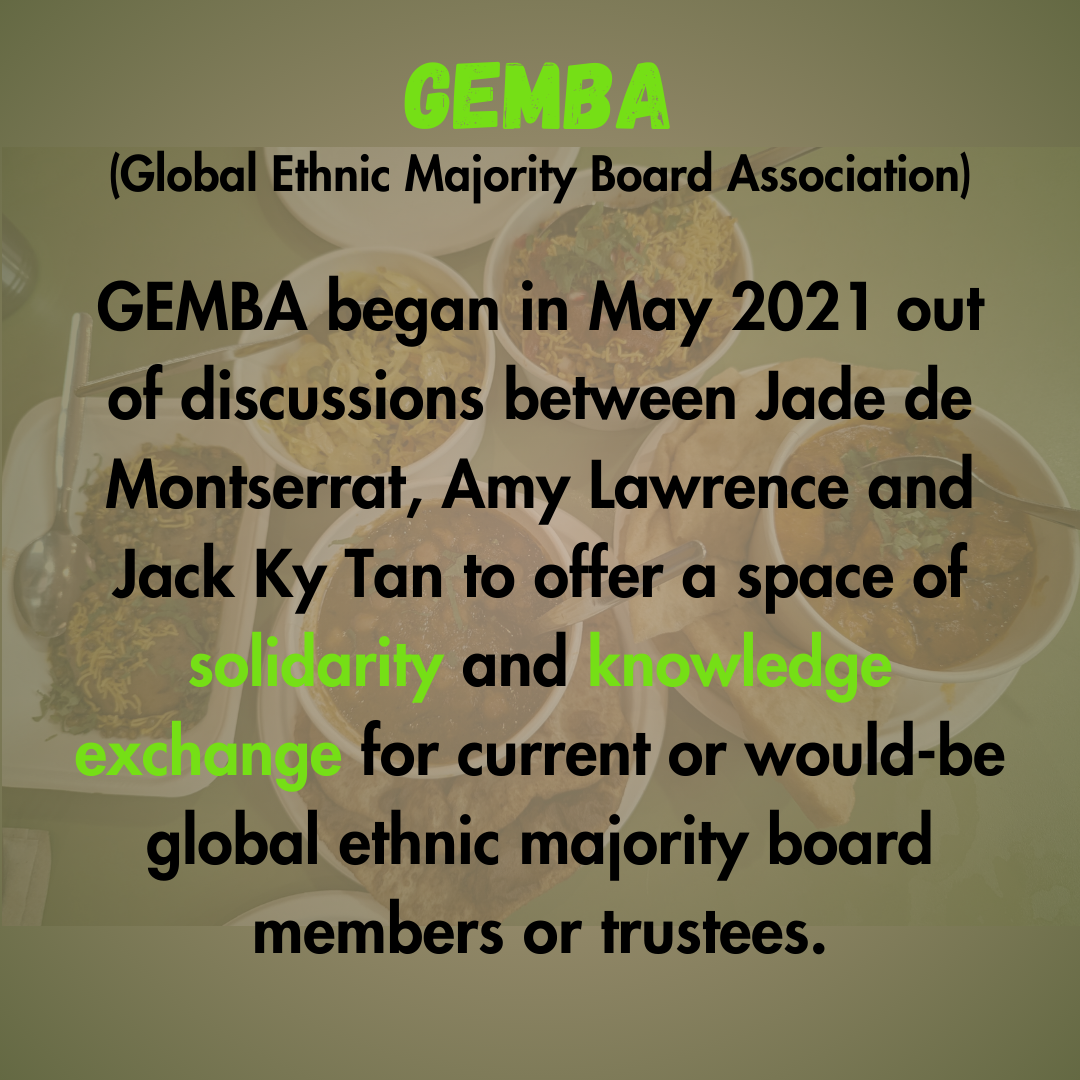 GEMBA
(Global Ethnic Majority Board Association)
GEMBA began in May 2021 out
of discussions between Jade de
Montserrat, Amy Lawrence and
Jack Ky Tan to offer a space of
solidarity and knowledge
exchange for current or would-be
global ethnic majority board
members or trustees.